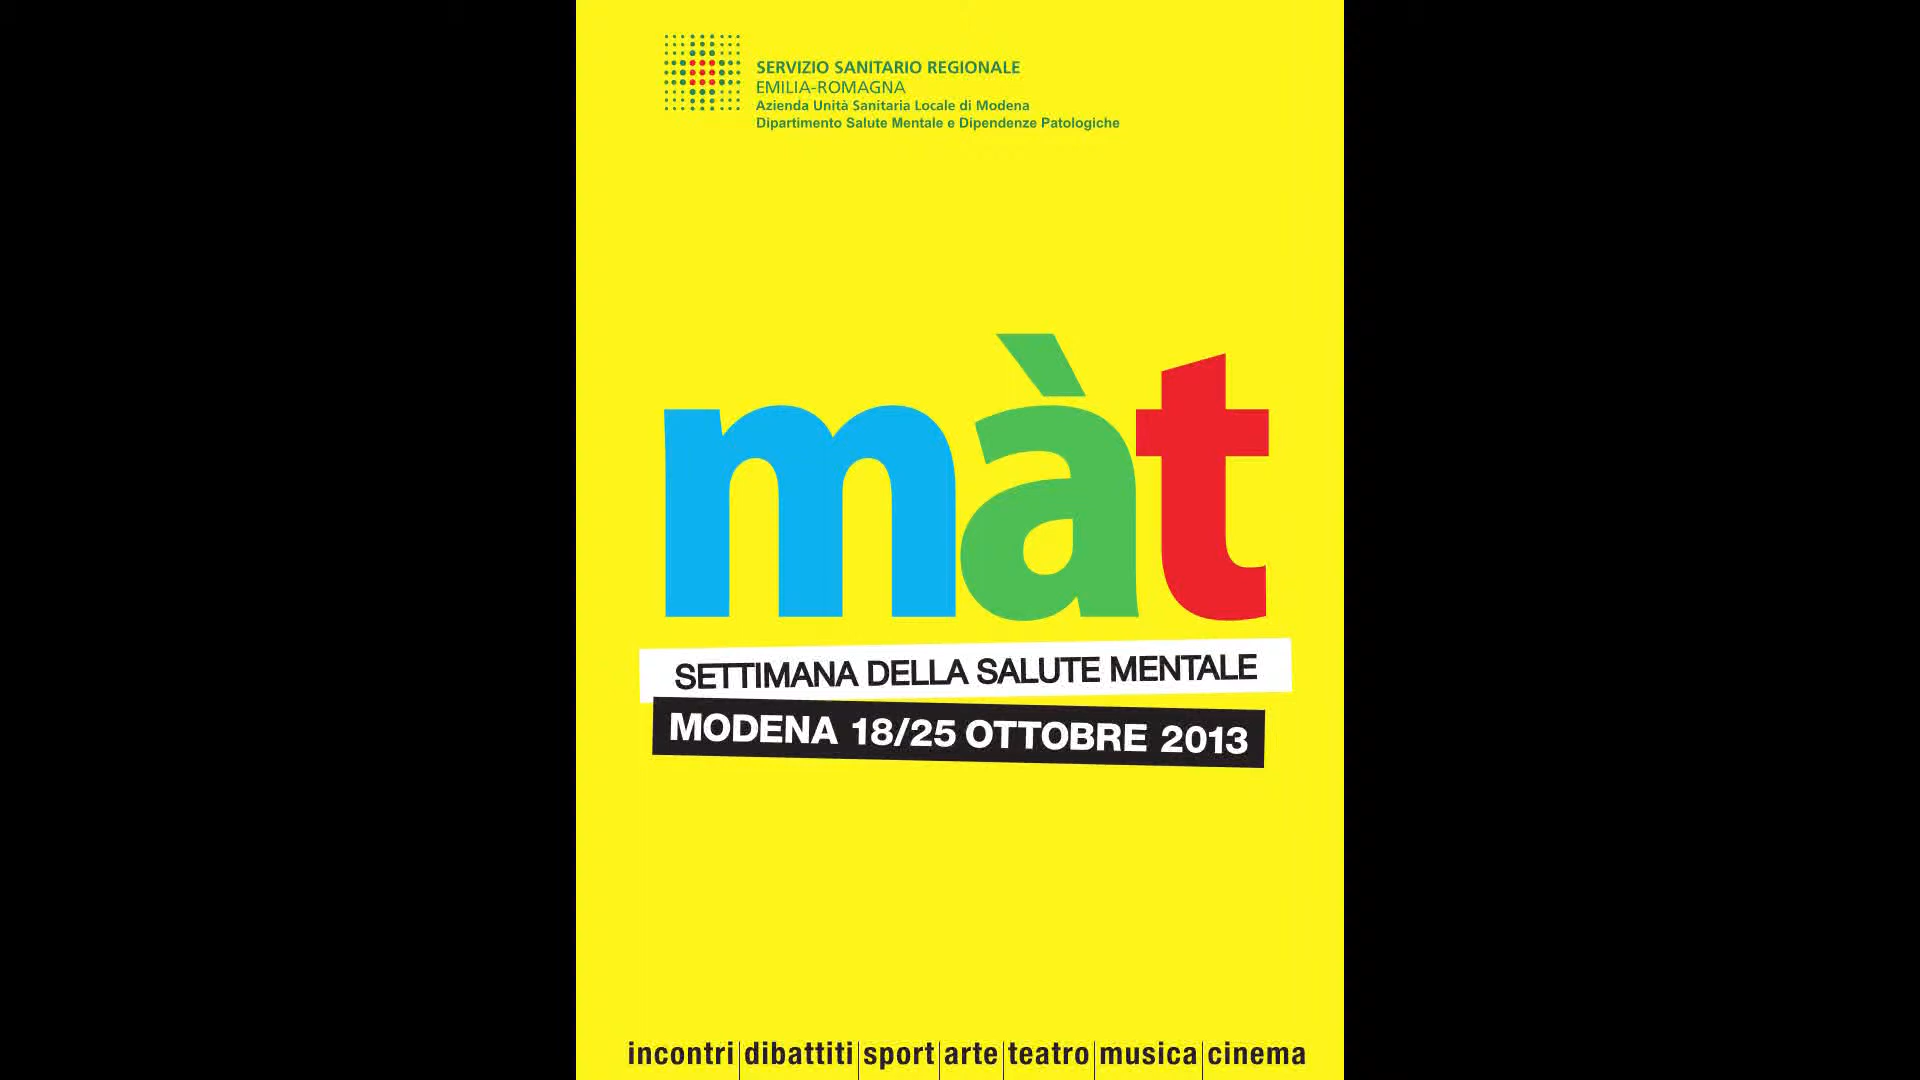 SERVIZIO SANITARIO REGIONALE
EMILIA-ROMAGNA
Azienda Unità Sanitaria Locale di Modena
Dipartimento Salute Mentale e Dipendenze Patologiche
màt
SETTIMANA DELLA SALUTE MENTALE
MODENA 18/25 OTTOBRE 2013
incontri dibattiti sport arte teatro musica cinema